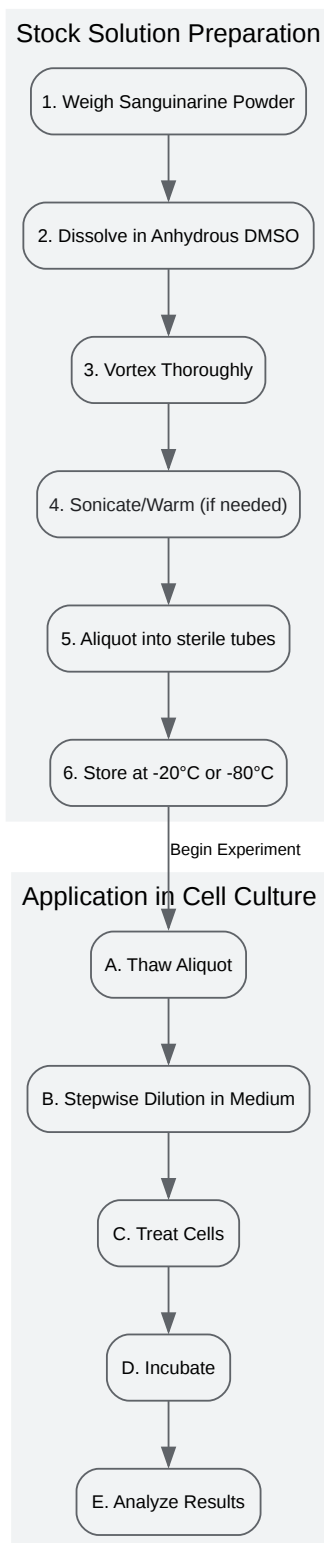 Stock Solution Preparation
1. Weigh Sanguinarine Powder
2. Dissolve in Anhydrous DMSO
3. Vortex Thoroughly
4. Sonicate/Warm (if needed)
5. Aliquot into sterile tubes
6. Store at -20°C or -80°C
Begin Experiment
Application in Cell Culture
A. Thaw Aliquot
B. Stepwise Dilution in Medium
C. Treat Cells
D. Incubate
E. Analyze Results